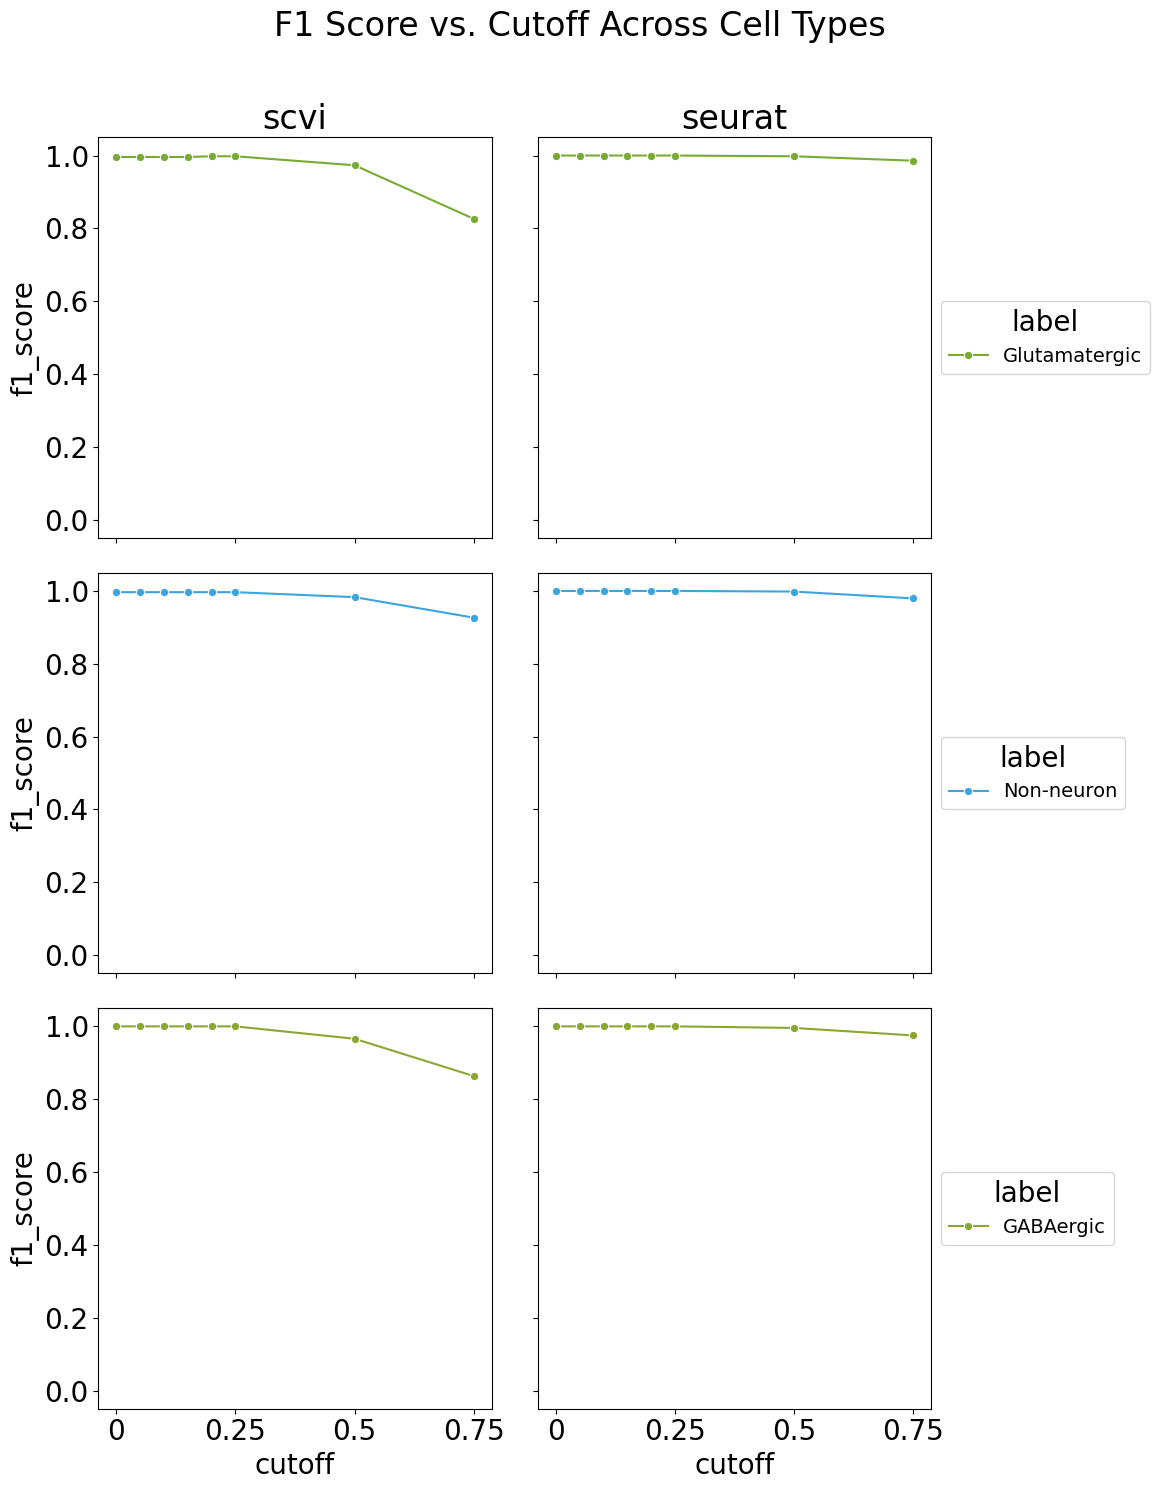 F1 Score vs. Cutoff Across Cell Types
scvi
seurat
1.0
0.8
0.6
0.4
0.2
0.0
f1_score
label
Glutamatergic
1.0
0.8
0.6
0.4
0.2
0.0
f1_score
label
Non-neuron
1.0
0.8
0.6
0.4
0.2
0.0
f1_score
label
GABAergic
0 0.25 0.5 0.75
cutoff
0 0.25 0.5 0.75
cutoff